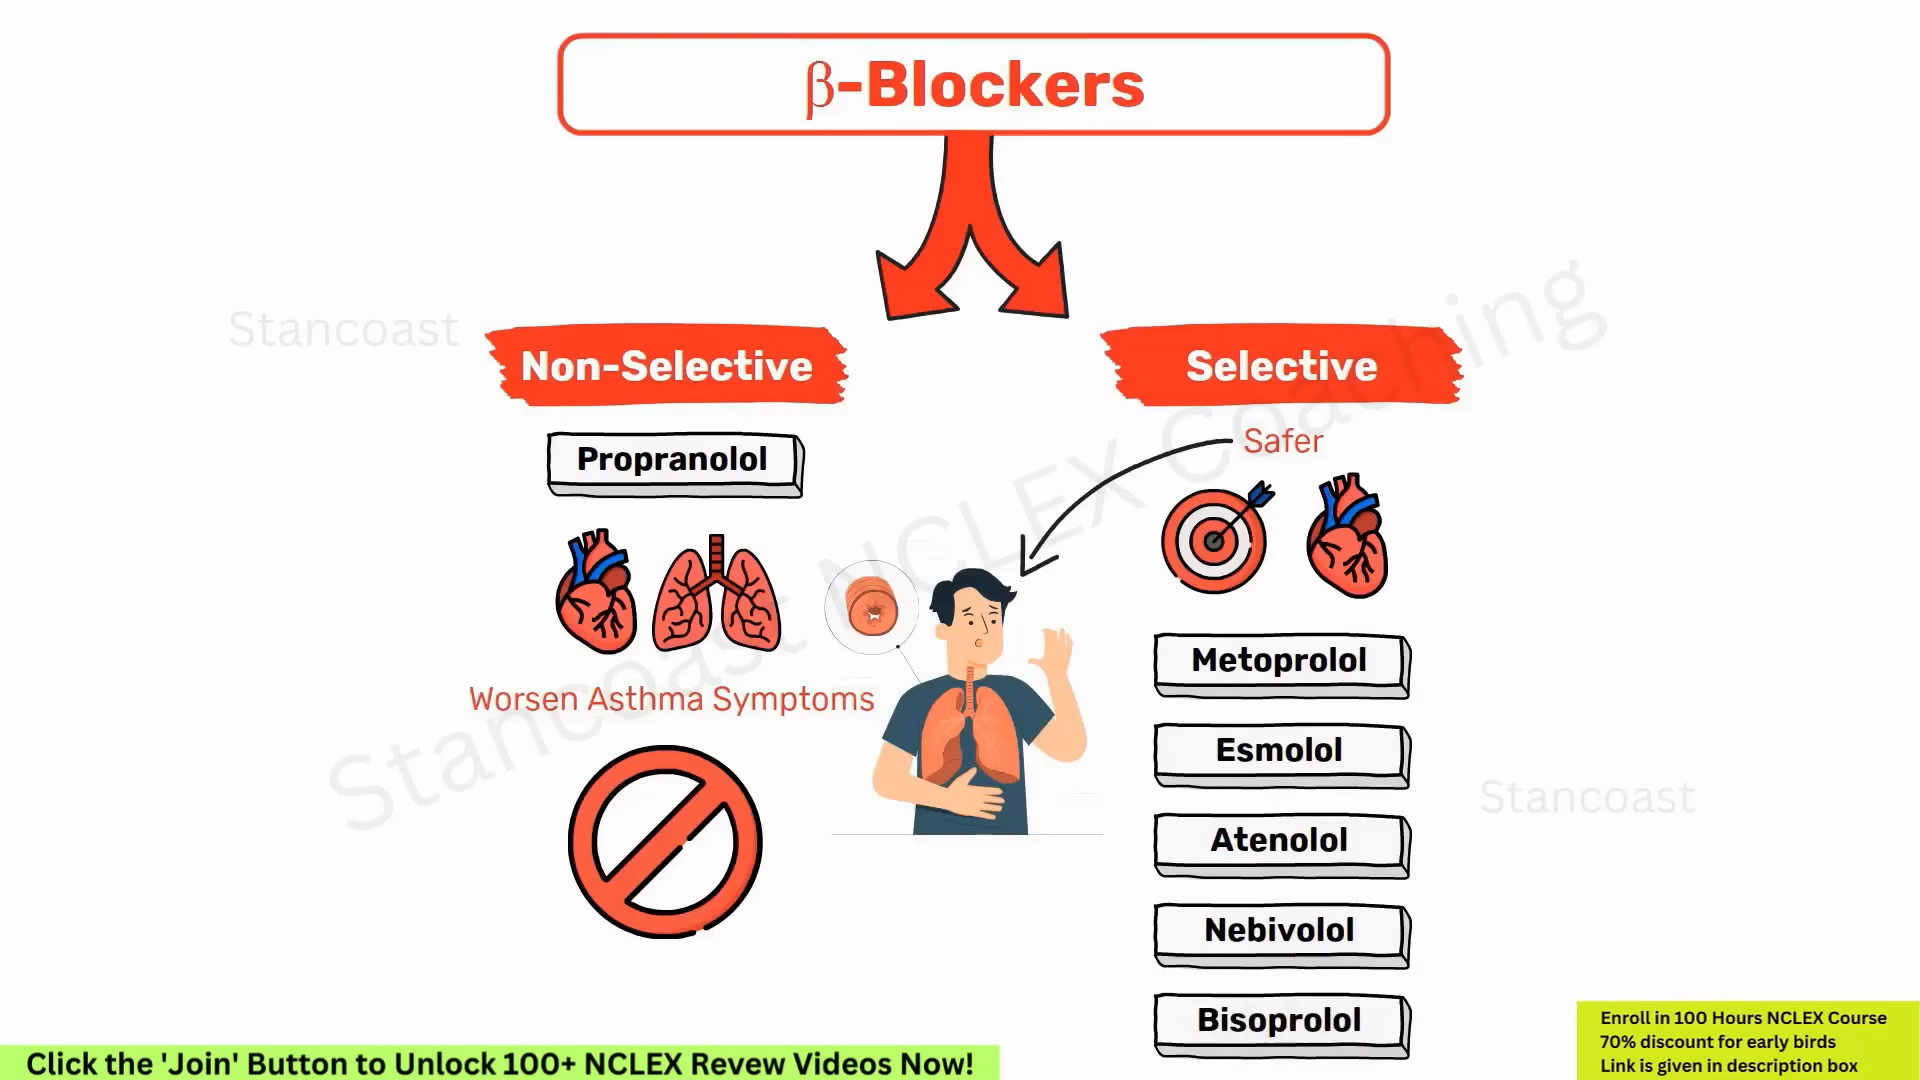 β-Blockers
Non-Selective
Selective
Propranolol
Safer
Worsen Asthma Symptoms
Metoprolol
Esmolol
Atenolol
Nebivolol
Bisoprolol
Stancoast
Stancoast NCLEX Coaching
Stancoast
Click the 'Join' Button to Unlock 100+ NCLEX Revew Videos Now!
Enroll in 100 Hours NCLEX Course
70% discount for early birds
Link is given in description box